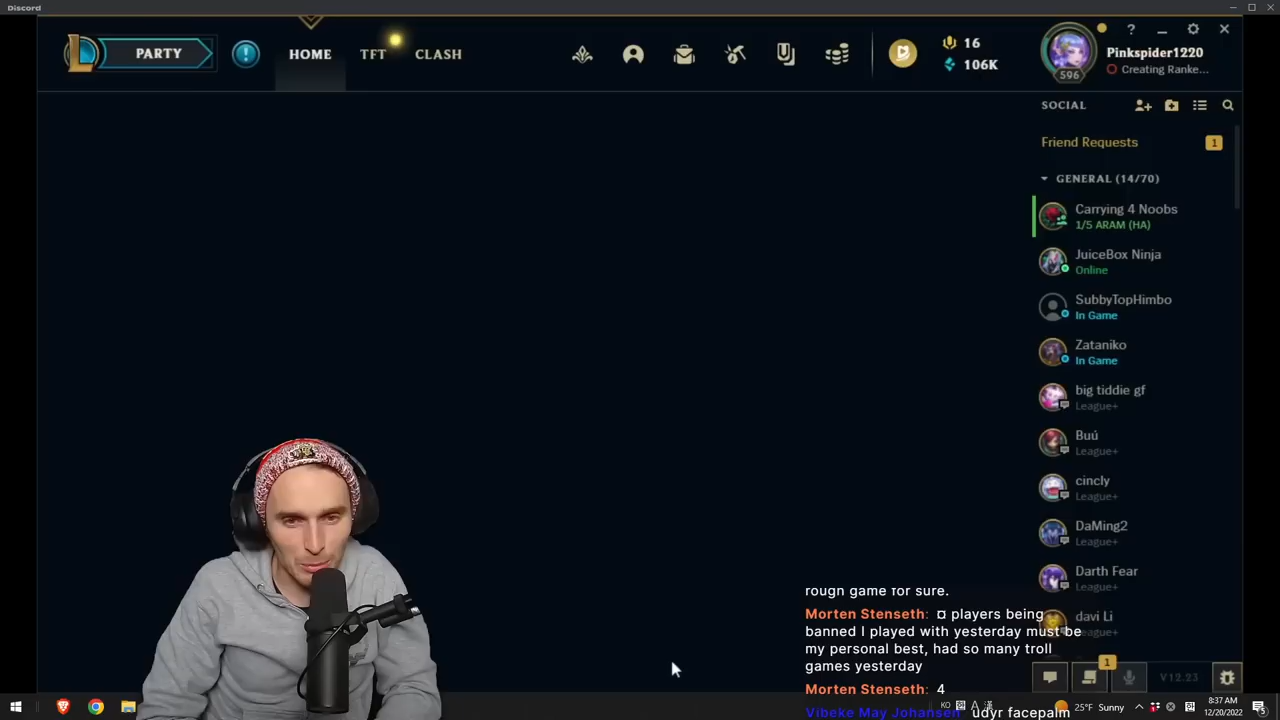 Discord
PARTY
HOME
TFT
CLASH
16
106K
596
Pinkspider1220
Creating Ranke...
SOCIAL
Friend Requests
1
GENERAL (14/70)
Carrying 4 Noobs
1/5 ARAM (HA)
JuiceBox Ninja
Online
SubbyTopHimbo
In Game
Zataniko
In Game
big tiddie gf
League+
Buú
League+
cincly
League+
DaMing2
League+
Darth Fear
League+
davi Li
League+
rough game for sure.
Morten Stenseth: ¤ players being
banned I played with yesterday must be
my personal best, had so many troll
games yesterday
Morten Stenseth: 4
Vibeke May Johansen: udyr facepalm
1
V12.23
KO
A
25°F Sunny
8:37 AM
12/20/2022